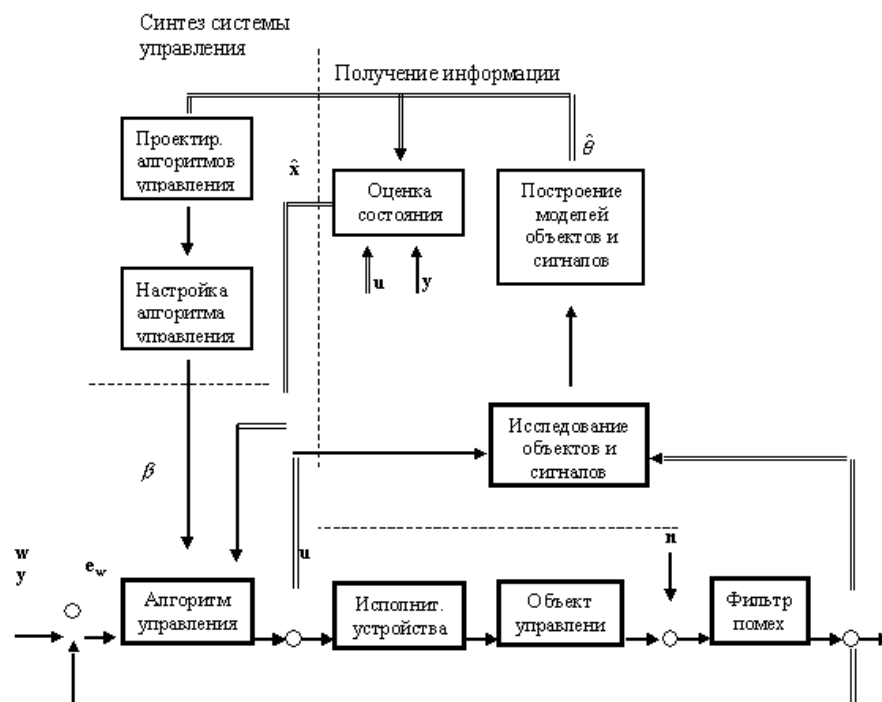 Синтез системы
управления
Получение информации
Проектир.
алгоритмов
управления
x̂
Оценка
состояния
θ̂
Построение
моделей
объектов и
сигналов
u
y
Настройка
алгоритма
управления
Исследование
объектов и
сигналов
β
w
y
e_w
u
n
Алгоритм
управления
Исполнит.
устройства
Объект
управлени
Фильтр
помех